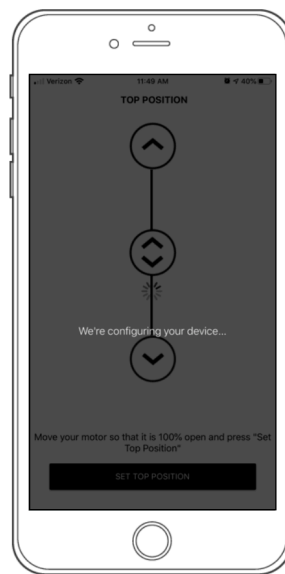 Verizon 11:49 AM 40%
TOP POSITION
We're configuring your device...
Move your motor so that it is 100% open and press "Set
Top Position"
SET TOP POSITION